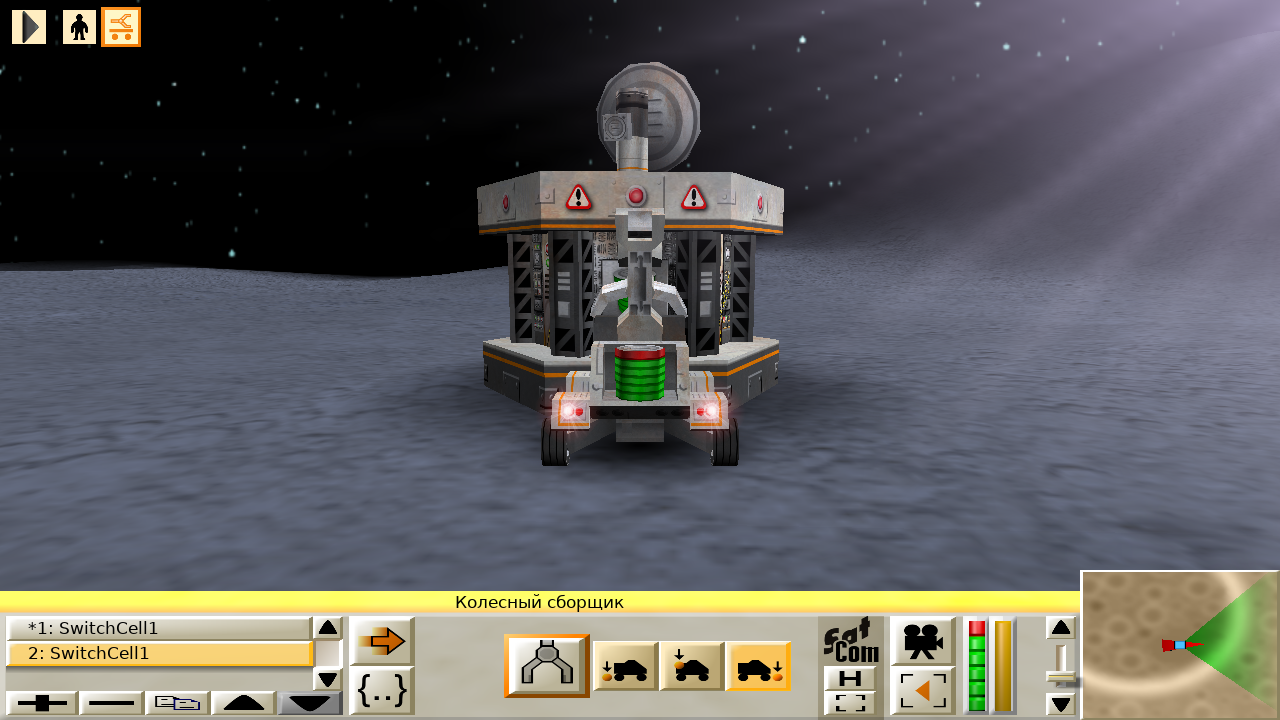 Колесный сборщик
*1: SwitchCell1
2: SwitchCell1
{..}
Sat
Com
H